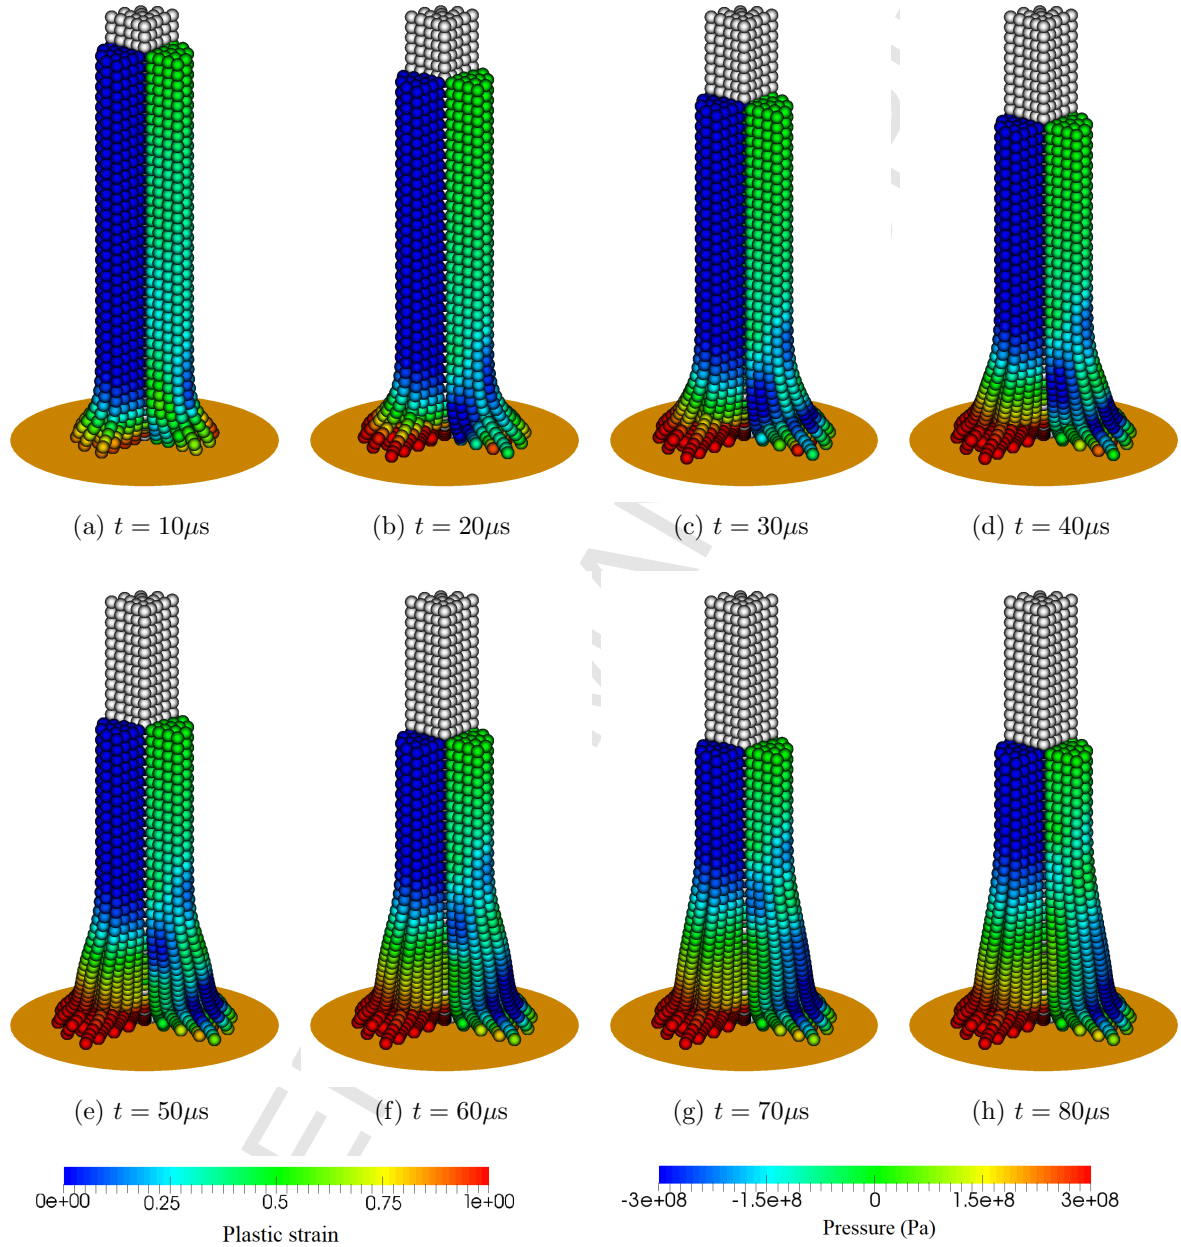 (a) t = 10μs
(b) t = 20μs
(c) t = 30μs
(d) t = 40μs
(e) t = 50μs
(f) t = 60μs
(g) t = 70μs
(h) t = 80μs
0e+00 0.25 0.5 0.75 1e+00
Plastic strain
-3e+08 -1.5e+8 0 1.5e+8 3e+08
Pressure (Pa)